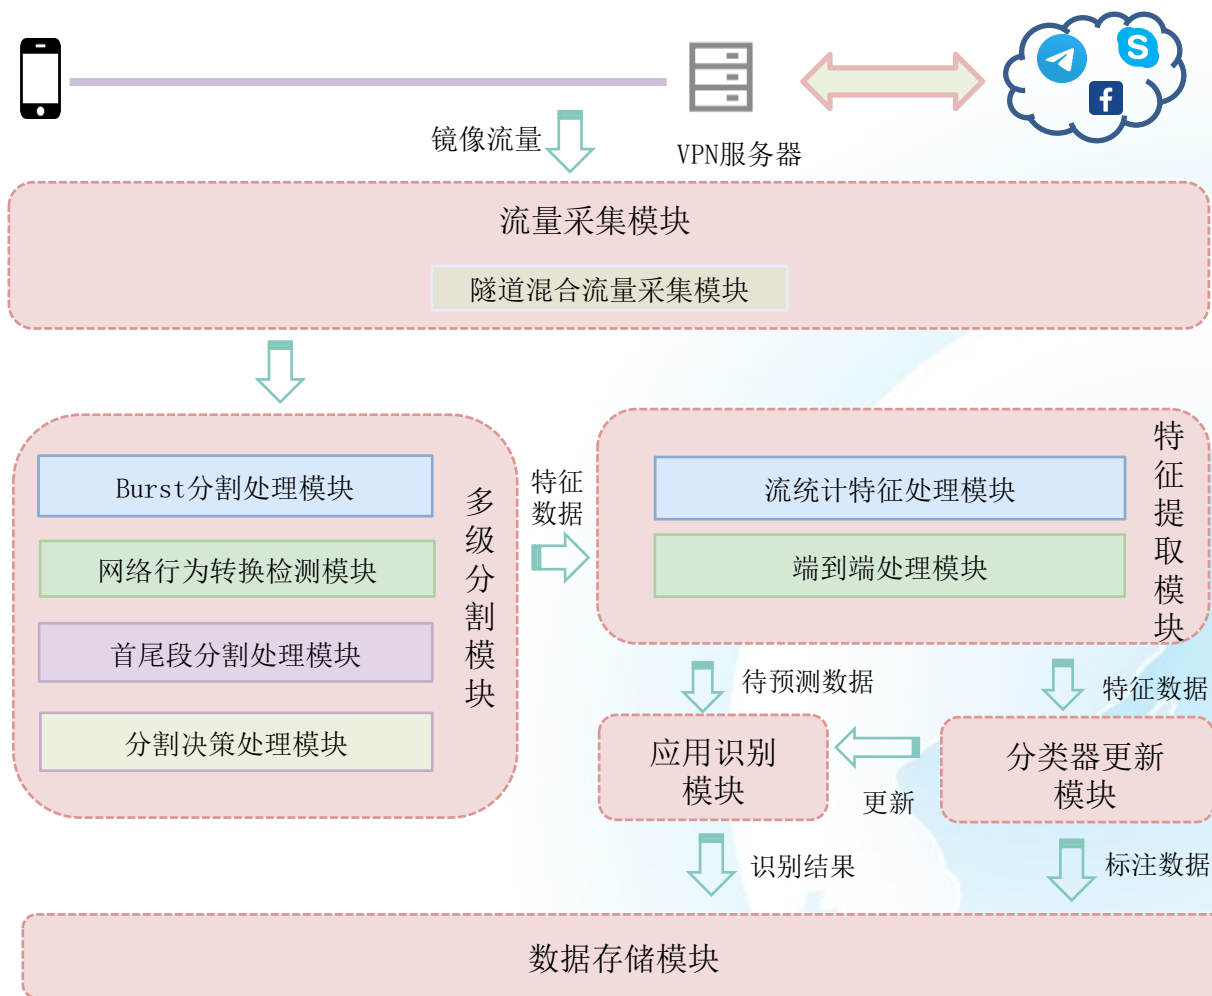 镜像流量
VPN服务器
流量采集模块
隧道混合流量采集模块
Burst分割处理模块
网络行为转换检测模块
首尾段分割处理模块
分割决策处理模块
多级分割模块
特征
数据
流统计特征处理模块
端到端处理模块
特征提取模块
待预测数据
特征数据
应用识别
模块
更新
分类器更新
模块
识别结果
标注数据
数据存储模块